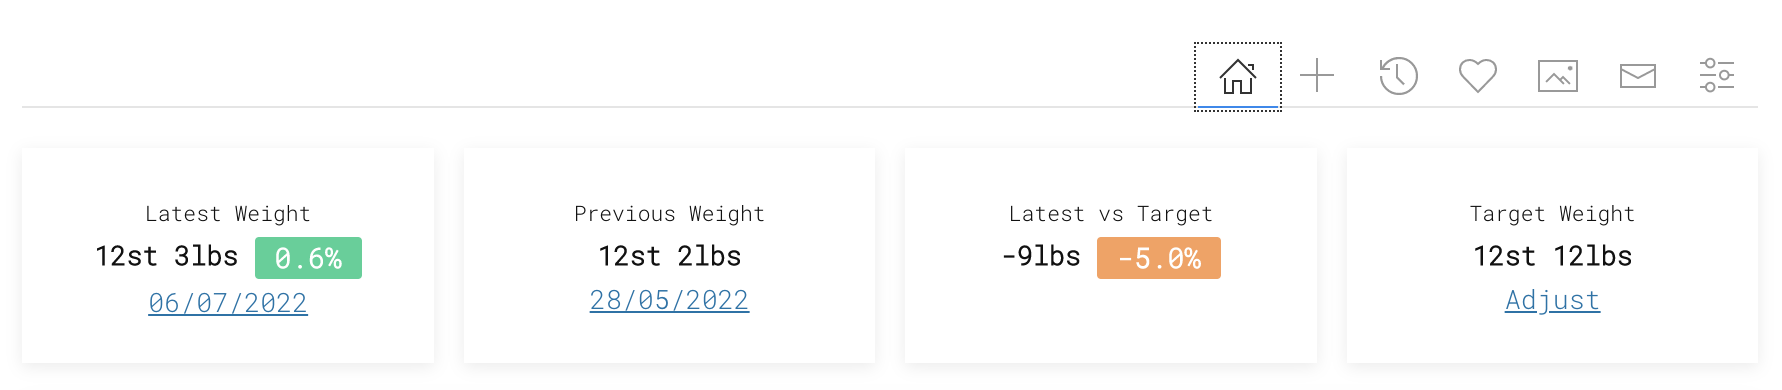 Latest Weight
12st 3lbs 0.6%
06/07/2022
Previous Weight
12st 2lbs
28/05/2022
Latest vs Target
-9lbs -5.0%
Target Weight
12st 12lbs
Adjust